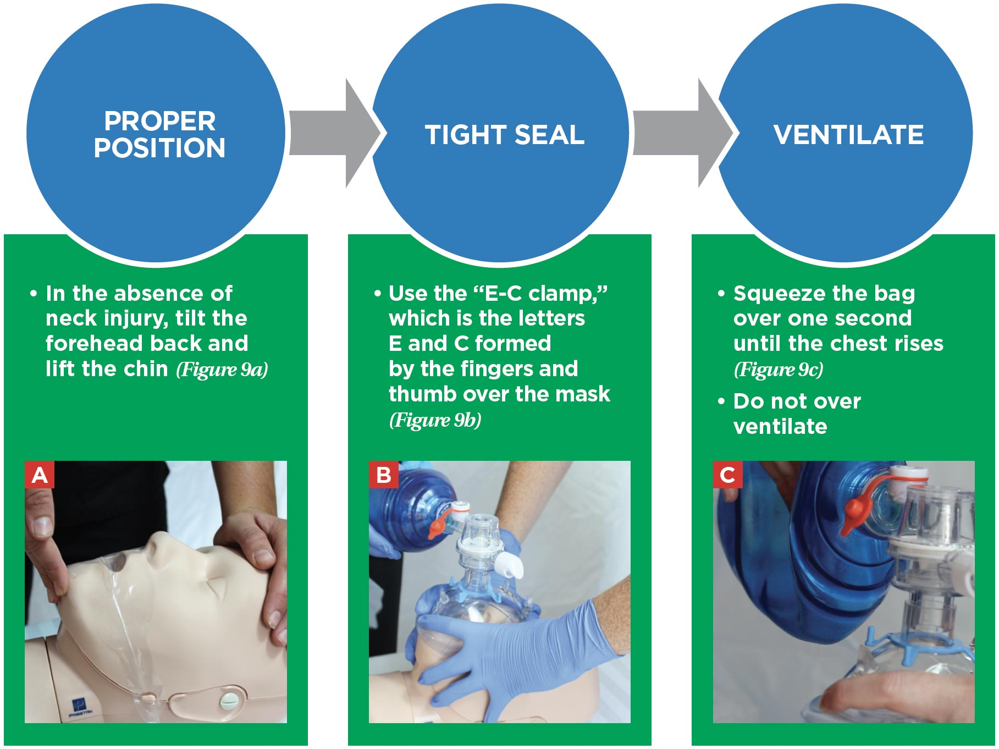 PROPER
POSITION
TIGHT SEAL
VENTILATE
• In the absence of
neck injury, tilt the
forehead back and
lift the chin (Figure 9a)
• Use the “E-C clamp,”
which is the letters
E and C formed
by the fingers and
thumb over the mask
(Figure 9b)
• Squeeze the bag
over one second
until the chest rises
(Figure 9c)
• Do not over
ventilate
A
B
C
P
PRESTAN